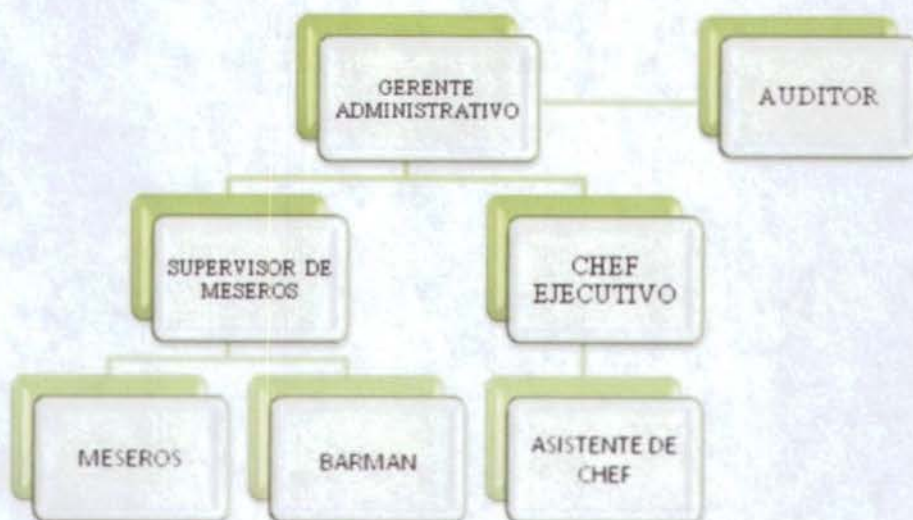 GERENTE
ADMINISTRATIVO
AUDITOR
SUPERVISOR DE
MESEROS
CHEF
EJECUTIVO
MESEROS
BARMAN
ASISTENTE DE
CHEF